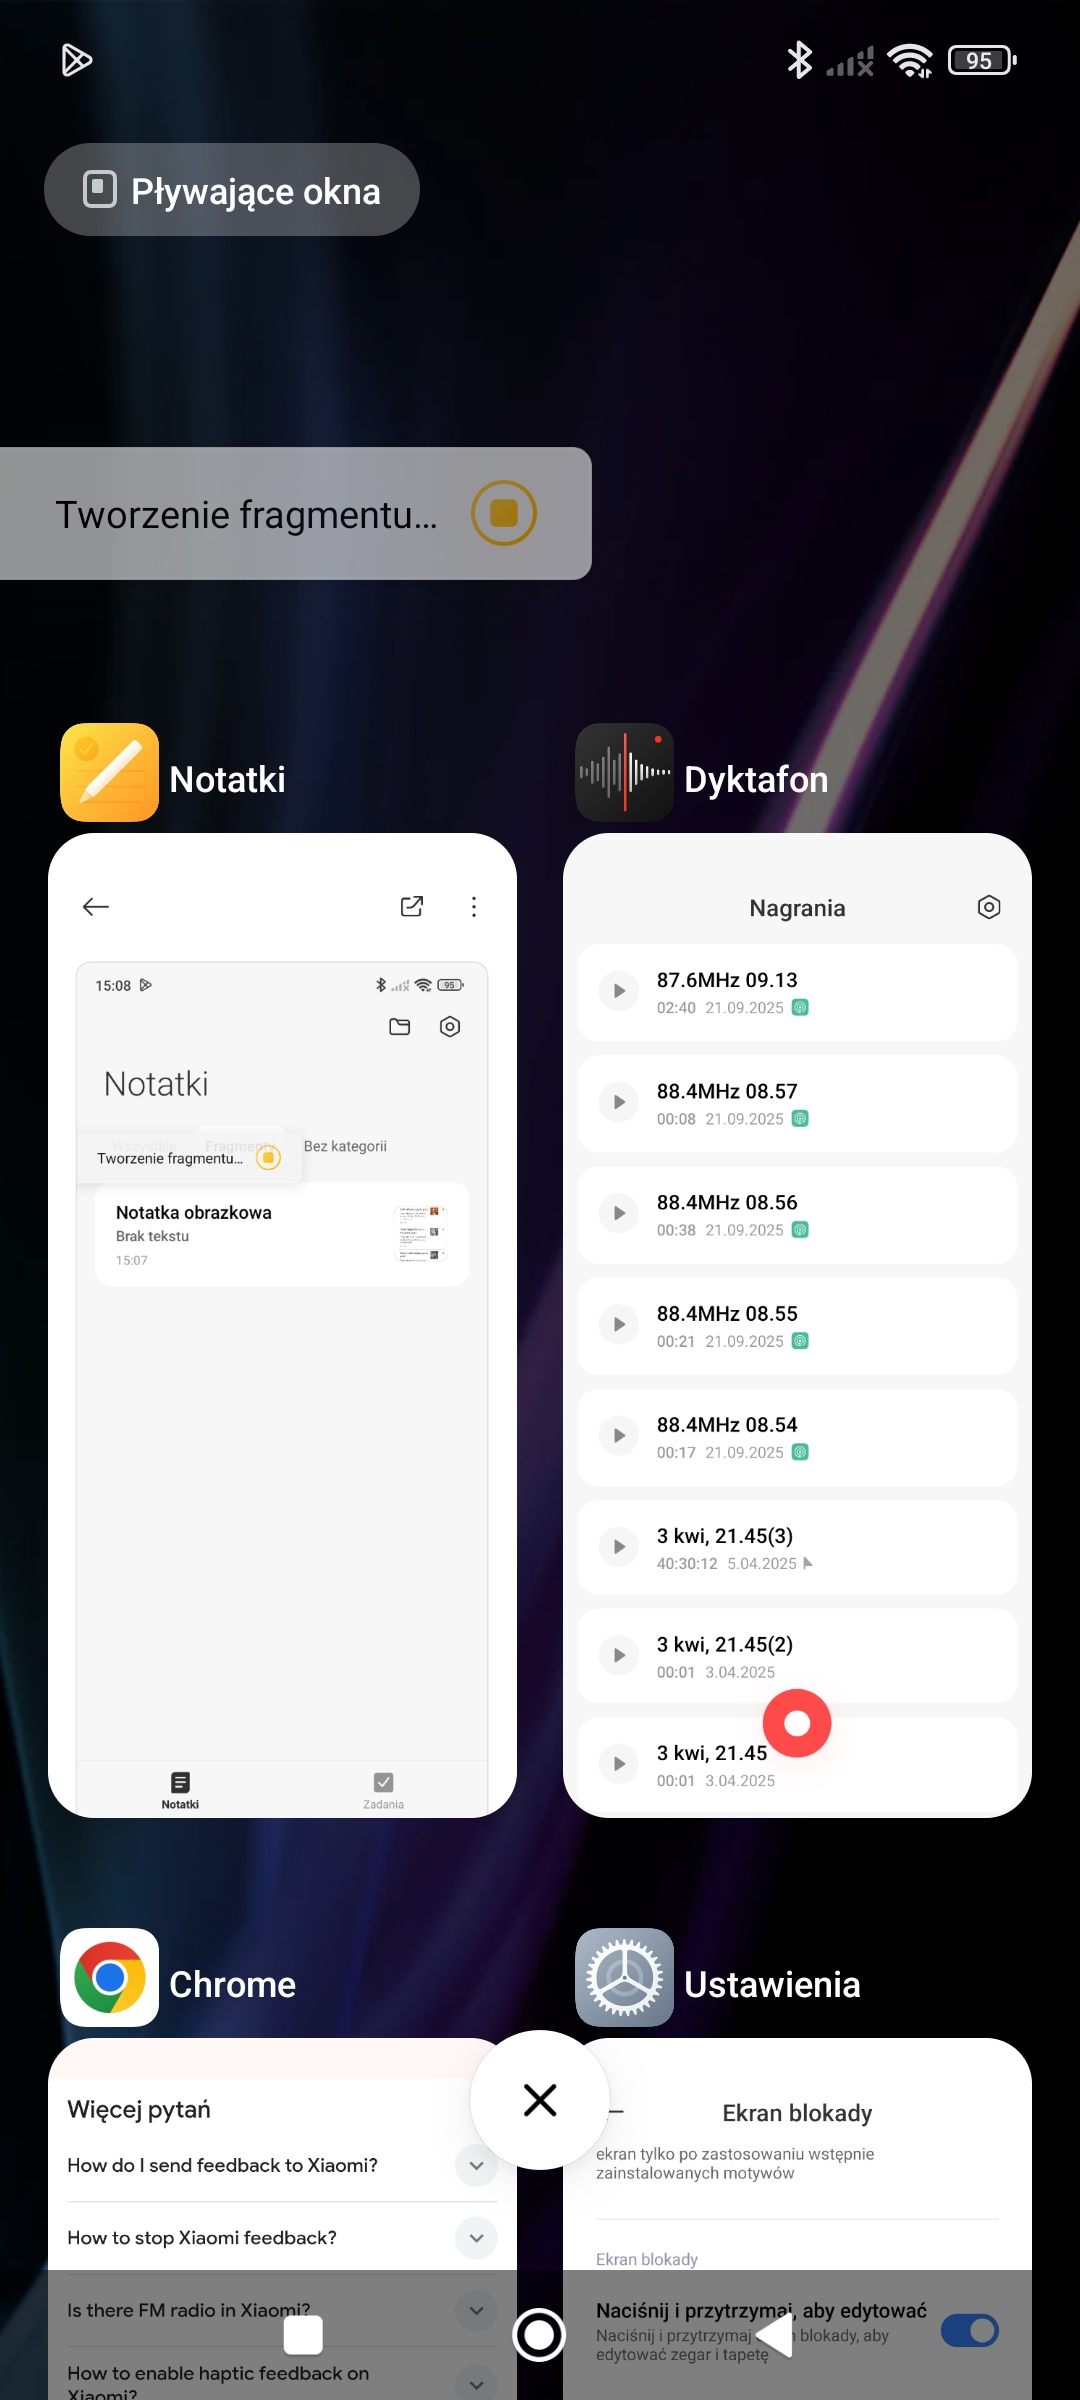 95
Pływające okna
Tworzenie fragmentu...
Notatki
Dyktafon
15:08
95
Notatki
Wszystkie Fragmenty Bez kategorii
Tworzenie fragmentu...
Notatka obrazkowa
Brak tekstu
15:07
Notatki
Zadania
Nagrania
87.6MHz 09.13
02:40 21.09.2025
88.4MHz 08.57
00:08 21.09.2025
88.4MHz 08.56
00:38 21.09.2025
88.4MHz 08.55
00:21 21.09.2025
88.4MHz 08.54
00:17 21.09.2025
3 kwi, 21.45(3)
40:30:12 5.04.2025
3 kwi, 21.45(2)
00:01 3.04.2025
3 kwi, 21.45
00:01 3.04.2025
Chrome
Ustawienia
Więcej pytań
How do I send feedback to Xiaomi?
How to stop Xiaomi feedback?
Is there FM radio in Xiaomi?
How to enable haptic feedback on
Xiaomi?
Ekran blokady
ekran tylko po zastosowaniu wstępnie
zainstalowanych motywów
Ekran blokady
Naciśnij i przytrzymaj, aby edytować
Naciśnij i przytrzymaj blokady, aby
edytować zegar i tapetę